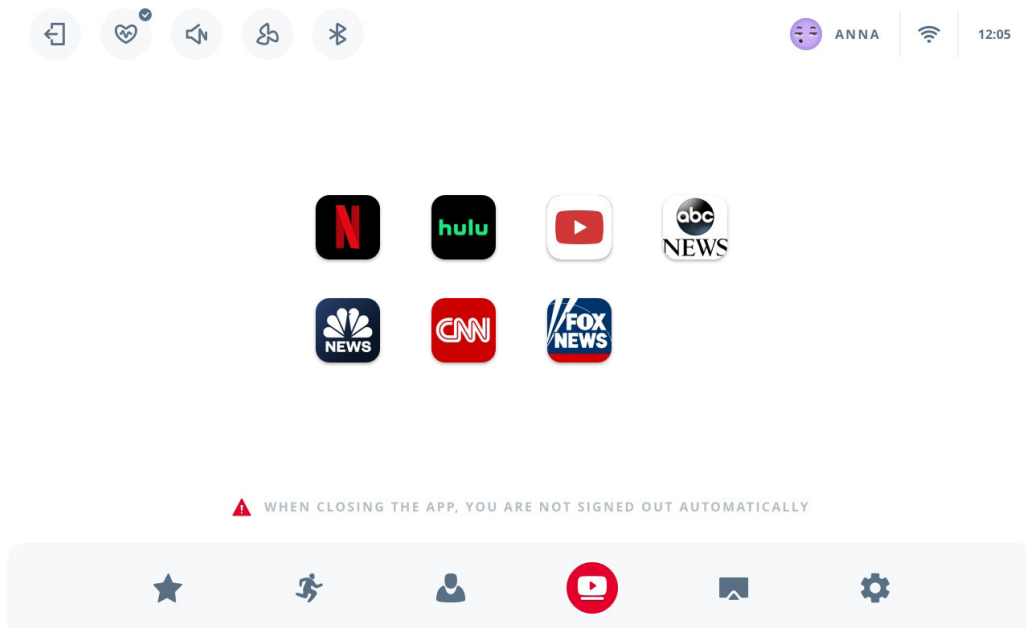 ANNA
12:05
N
hulu
abc
NEWS
NEWS
CNN
FOX
NEWS
WHEN CLOSING THE APP, YOU ARE NOT SIGNED OUT AUTOMATICALLY